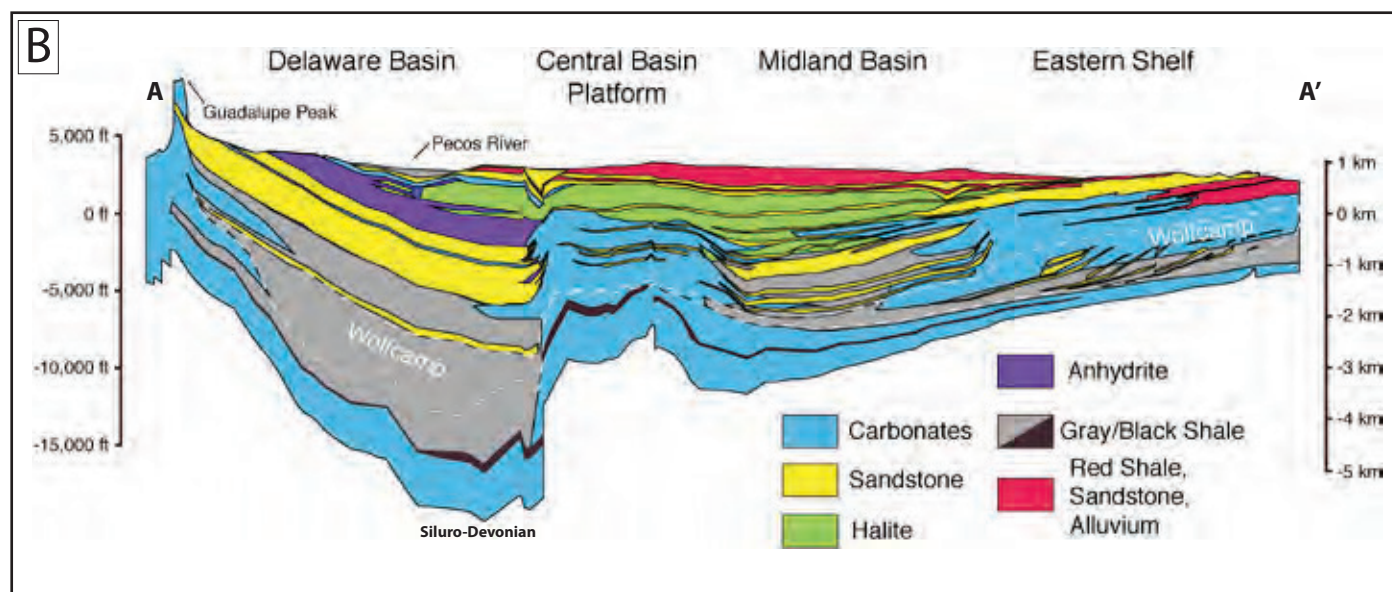 B
Delaware Basin
Central Basin
Platform
Midland Basin
Eastern Shelf
A
A’
Guadalupe Peak
Pecos River
5,000 ft
0 ft
-5,000 ft
-10,000 ft
-15,000 ft
1 km
0 km
-1 km
-2 km
-3 km
-4 km
-5 km
Wolfcamp
Wolfcamp
Siluro-Devonian
Carbonates
Sandstone
Halite
Anhydrite
Gray/Black Shale
Red Shale,
Sandstone,
Alluvium